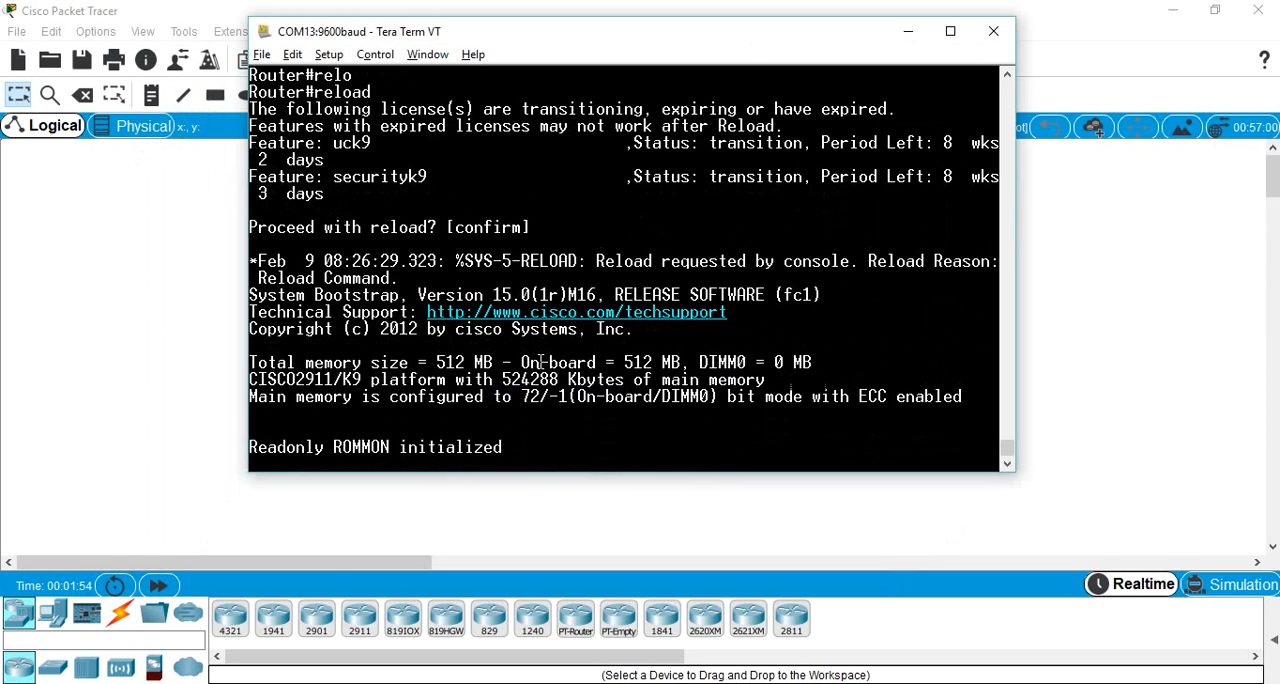 Cisco Packet Tracer
File Edit Options View Tools Extens
COM13:9600baud - Tera Term VT
File Edit Setup Control Window Help
Router#relo
Router#reload
The following license(s) are transitioning, expiring or have expired.
Features with expired licenses may not work after Reload.
Feature: uck9 ,Status: transition, Period Left: 8 wks
2 days
Feature: securityk9 ,Status: transition, Period Left: 8 wks
3 days
Proceed with reload? [confirm]
*Feb 9 08:26:29.323: %SYS-5-RELOAD: Reload requested by console. Reload Reason:
Reload Command.
System Bootstrap, Version 15.0(1r)M16, RELEASE SOFTWARE (fc1)
Technical Support: http://www.cisco.com/techsupport
Copyright (c) 2012 by cisco Systems, Inc.
Total memory size = 512 MB - On-board = 512 MB, DIMM0 = 0 MB
CISCO2911/K9 platform with 524288 Kbytes of main memory
Main memory is configured to 72/-1(On-board/DIMM0) bit mode with ECC enabled
Readonly ROMMON initialized
Logical Physical x:, y: ot] 00:57:00
Time: 00:01:54 Realtime Simulation
4321 1941 2901 2911 819IOX 819HGW 829 1240 PT-Router PT-Empty 1841 2620XM 2621XM 2811
(Select a Device to Drag and Drop to the Workspace)